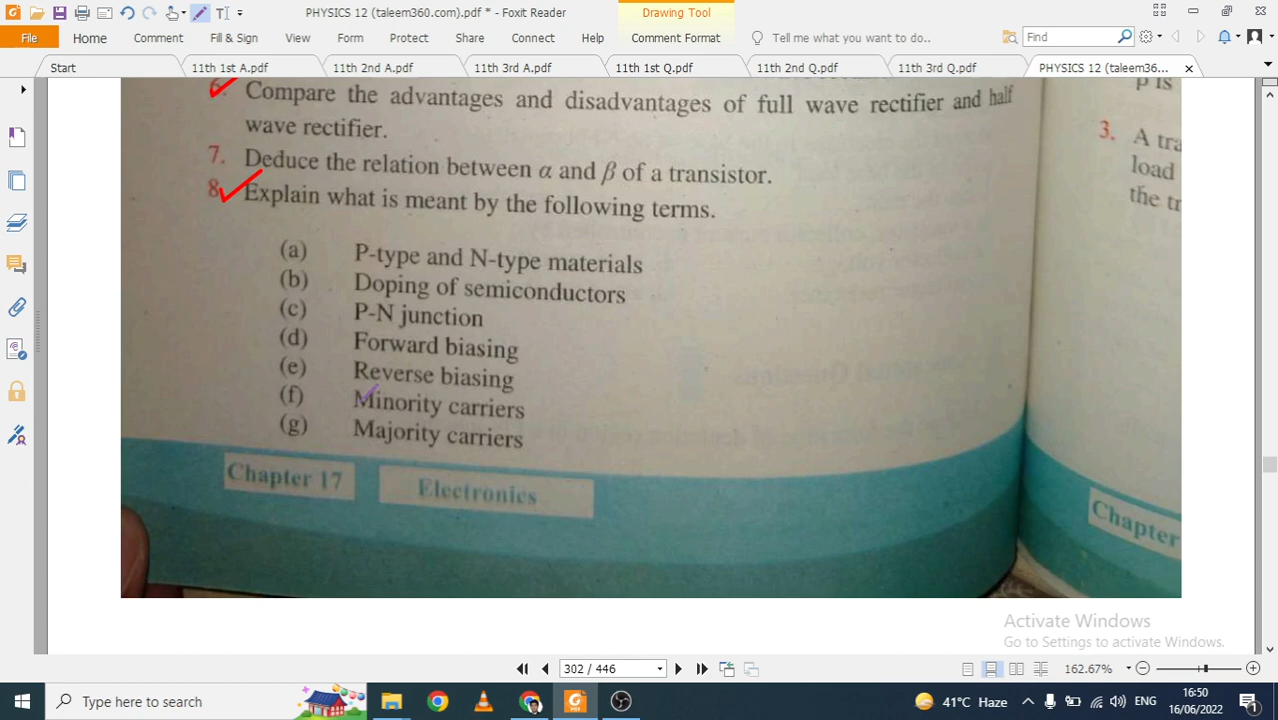 PHYSICS 12 (taleem360.com).pdf * - Foxit Reader
Drawing Tool
File Home Comment Fill & Sign View Form Protect Share Connect Help Comment Format Tell me what you want to do.. Find
Start 11th 1st A.pdf 11th 2nd A.pdf 11th 3rd A.pdf 11th 1st Q.pdf 11th 2nd Q.pdf 11th 3rd Q.pdf PHYSICS 12 (taleem36...
6. Compare the advantages and disadvantages of full wave rectifier and half
wave rectifier.
7. Deduce the relation between α and β of a transistor.
8. Explain what is meant by the following terms.
(a) P-type and N-type materials
(b) Doping of semiconductors
(c) P-N junction
(d) Forward biasing
(e) Reverse biasing
(f) Minority carriers
(g) Majority carriers
Chapter 17 Electronics
p is
3. A tra
load
the tr
Chapter
Activate Windows
Go to Settings to activate Windows.
302 / 446
162.67%
Type here to search
41°C Haze
ENG
16:50
16/06/2022